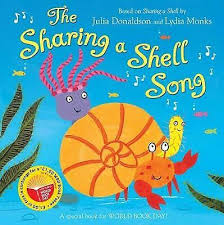 The
Sharing a
Shell
Song
Based on Sharing a Shell by
Julia Donaldson and Lydia Monks
A special book for WORLD BOOK DAY!